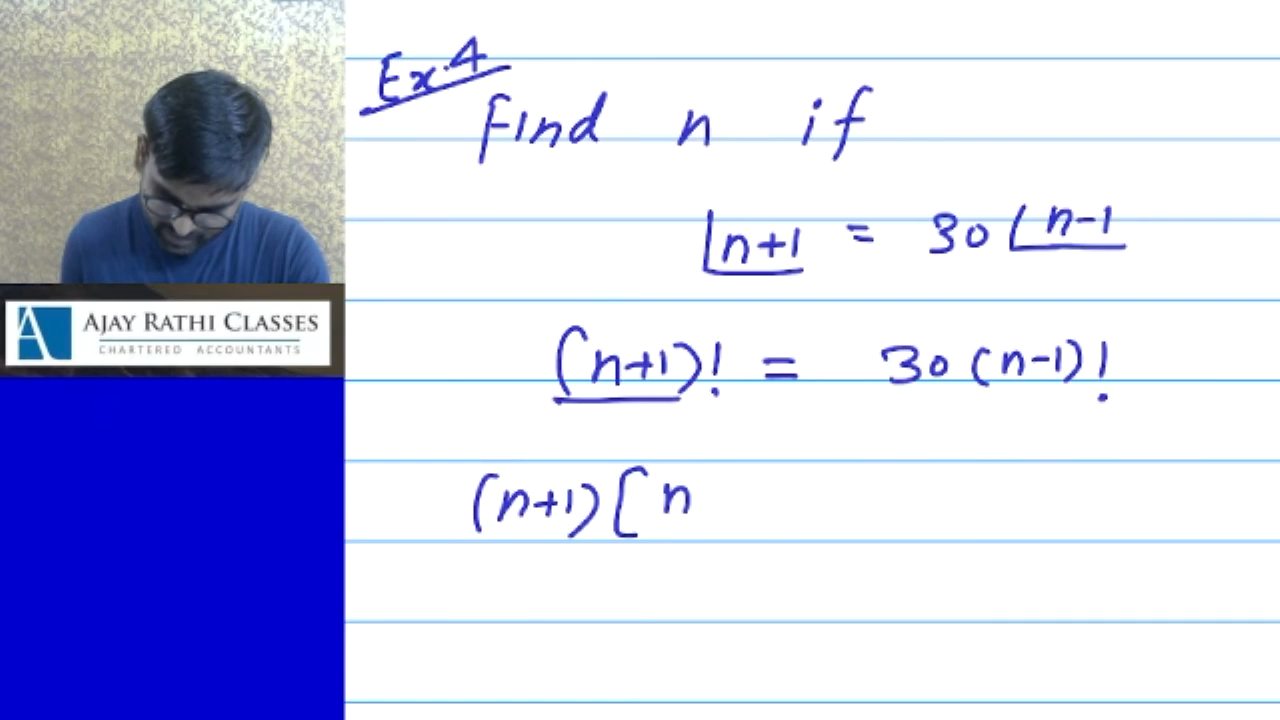 Ex.4
Find n if
⌊n+1 = 30 ⌊n-1
(n+1)! = 30(n-1)!
(n+1)[n
AJAY RATHI CLASSES
CHARTERED ACCOUNTANTS